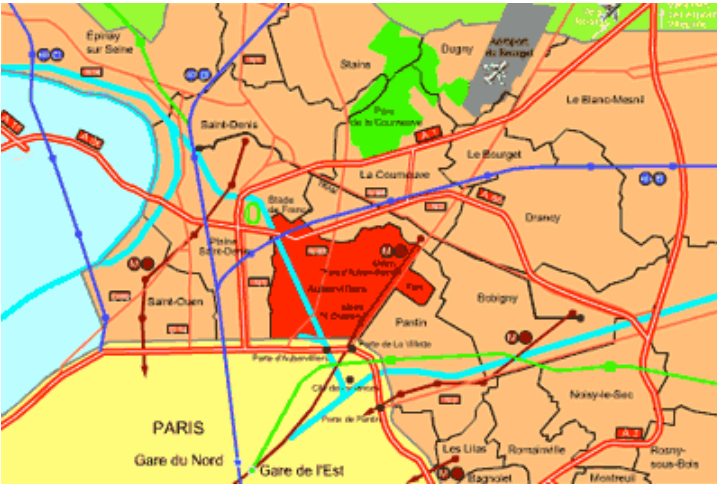 Épinay
sur Seine
Stains
Dugny
Aéroport
du Bourget
Le Blanc-Mesnil
Saint-Denis
Parc
de la Courneuve
A 1
Le Bourget
La Courneuve
A 86
Stade
de France
TRAM
Drancy
Plaine
Saint-Denis
M
Aubervilliers
Fort
Bobigny
Saint-Ouen
Pantin
M
Porte d'Aubervilliers
Porte de La Villette
Porte de Pantin
Noisy-le-Sec
PARIS
A 3
Gare du Nord
Gare de l'Est
Les Lilas
Romainville
Rosny-
sous-Bois
M
Bagnolet
Montreuil